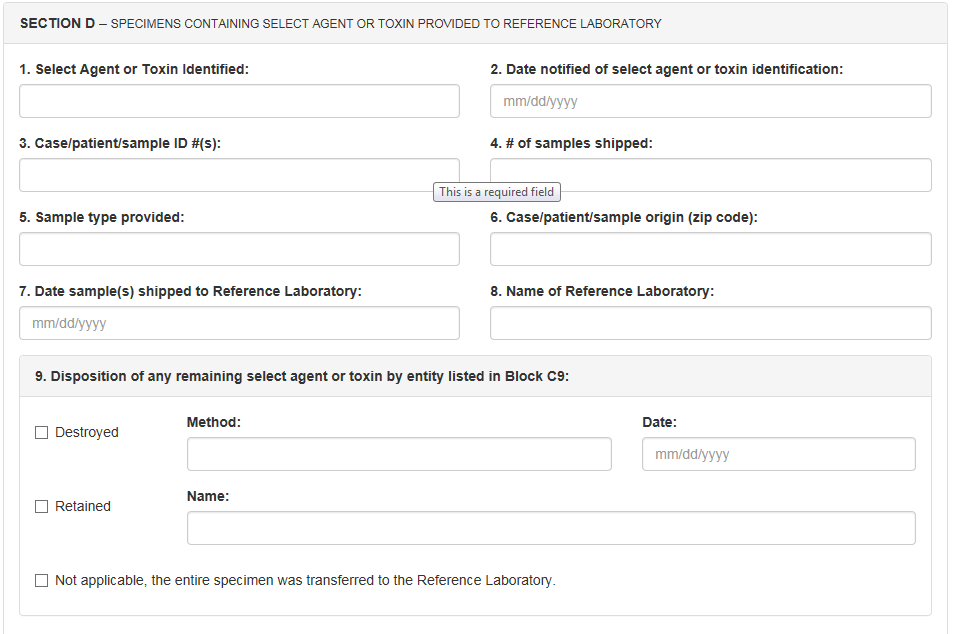 SECTION D – SPECIMENS CONTAINING SELECT AGENT OR TOXIN PROVIDED TO REFERENCE LABORATORY
1. Select Agent or Toxin Identified:
2. Date notified of select agent or toxin identification:
mm/dd/yyyy
3. Case/patient/sample ID #(s):
4. # of samples shipped:
This is a required field
5. Sample type provided:
6. Case/patient/sample origin (zip code):
7. Date sample(s) shipped to Reference Laboratory:
8. Name of Reference Laboratory:
mm/dd/yyyy
9. Disposition of any remaining select agent or toxin by entity listed in Block C9:
Destroyed
Method:
Date:
mm/dd/yyyy
Retained
Name:
Not applicable, the entire specimen was transferred to the Reference Laboratory.